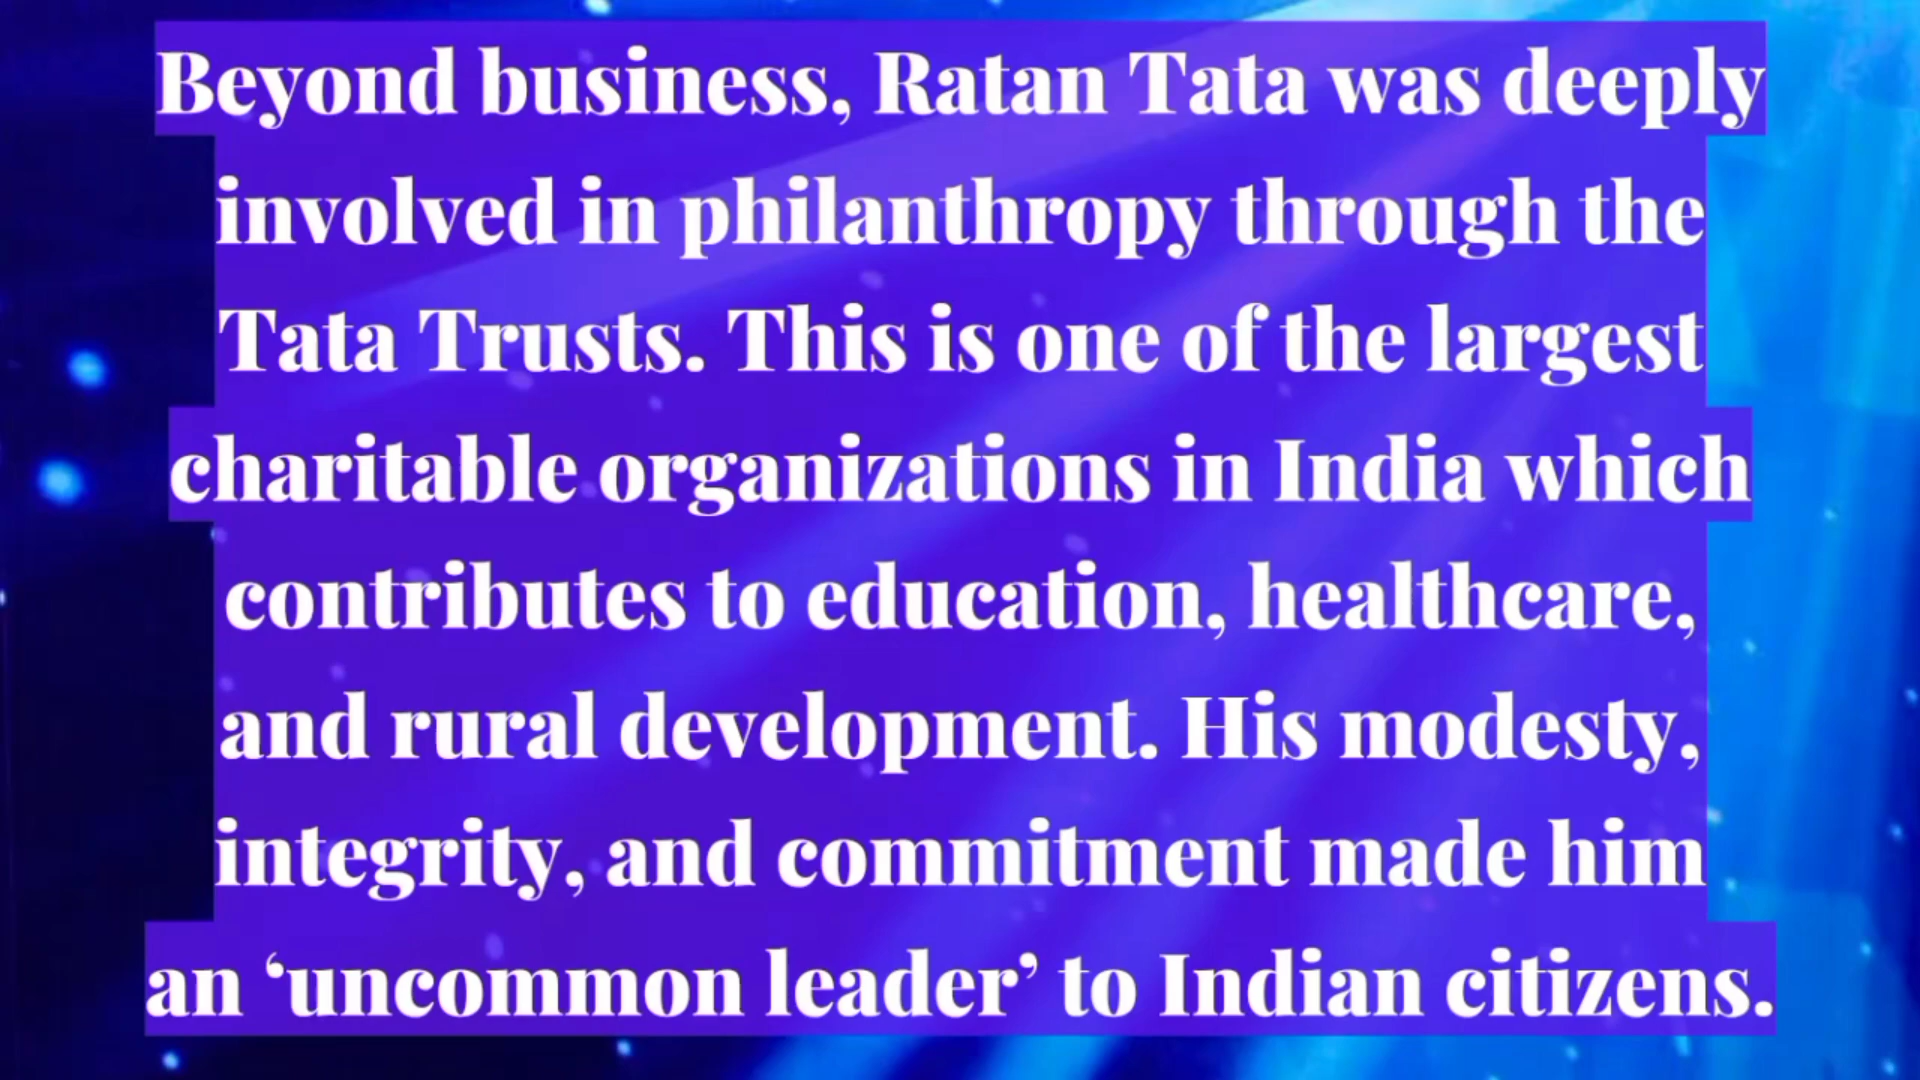 Beyond business, Ratan Tata was deeply
involved in philanthropy through the
Tata Trusts. This is one of the largest
charitable organizations in India which
contributes to education, healthcare,
and rural development. His modesty,
integrity, and commitment made him
an ‘uncommon leader’ to Indian citizens.